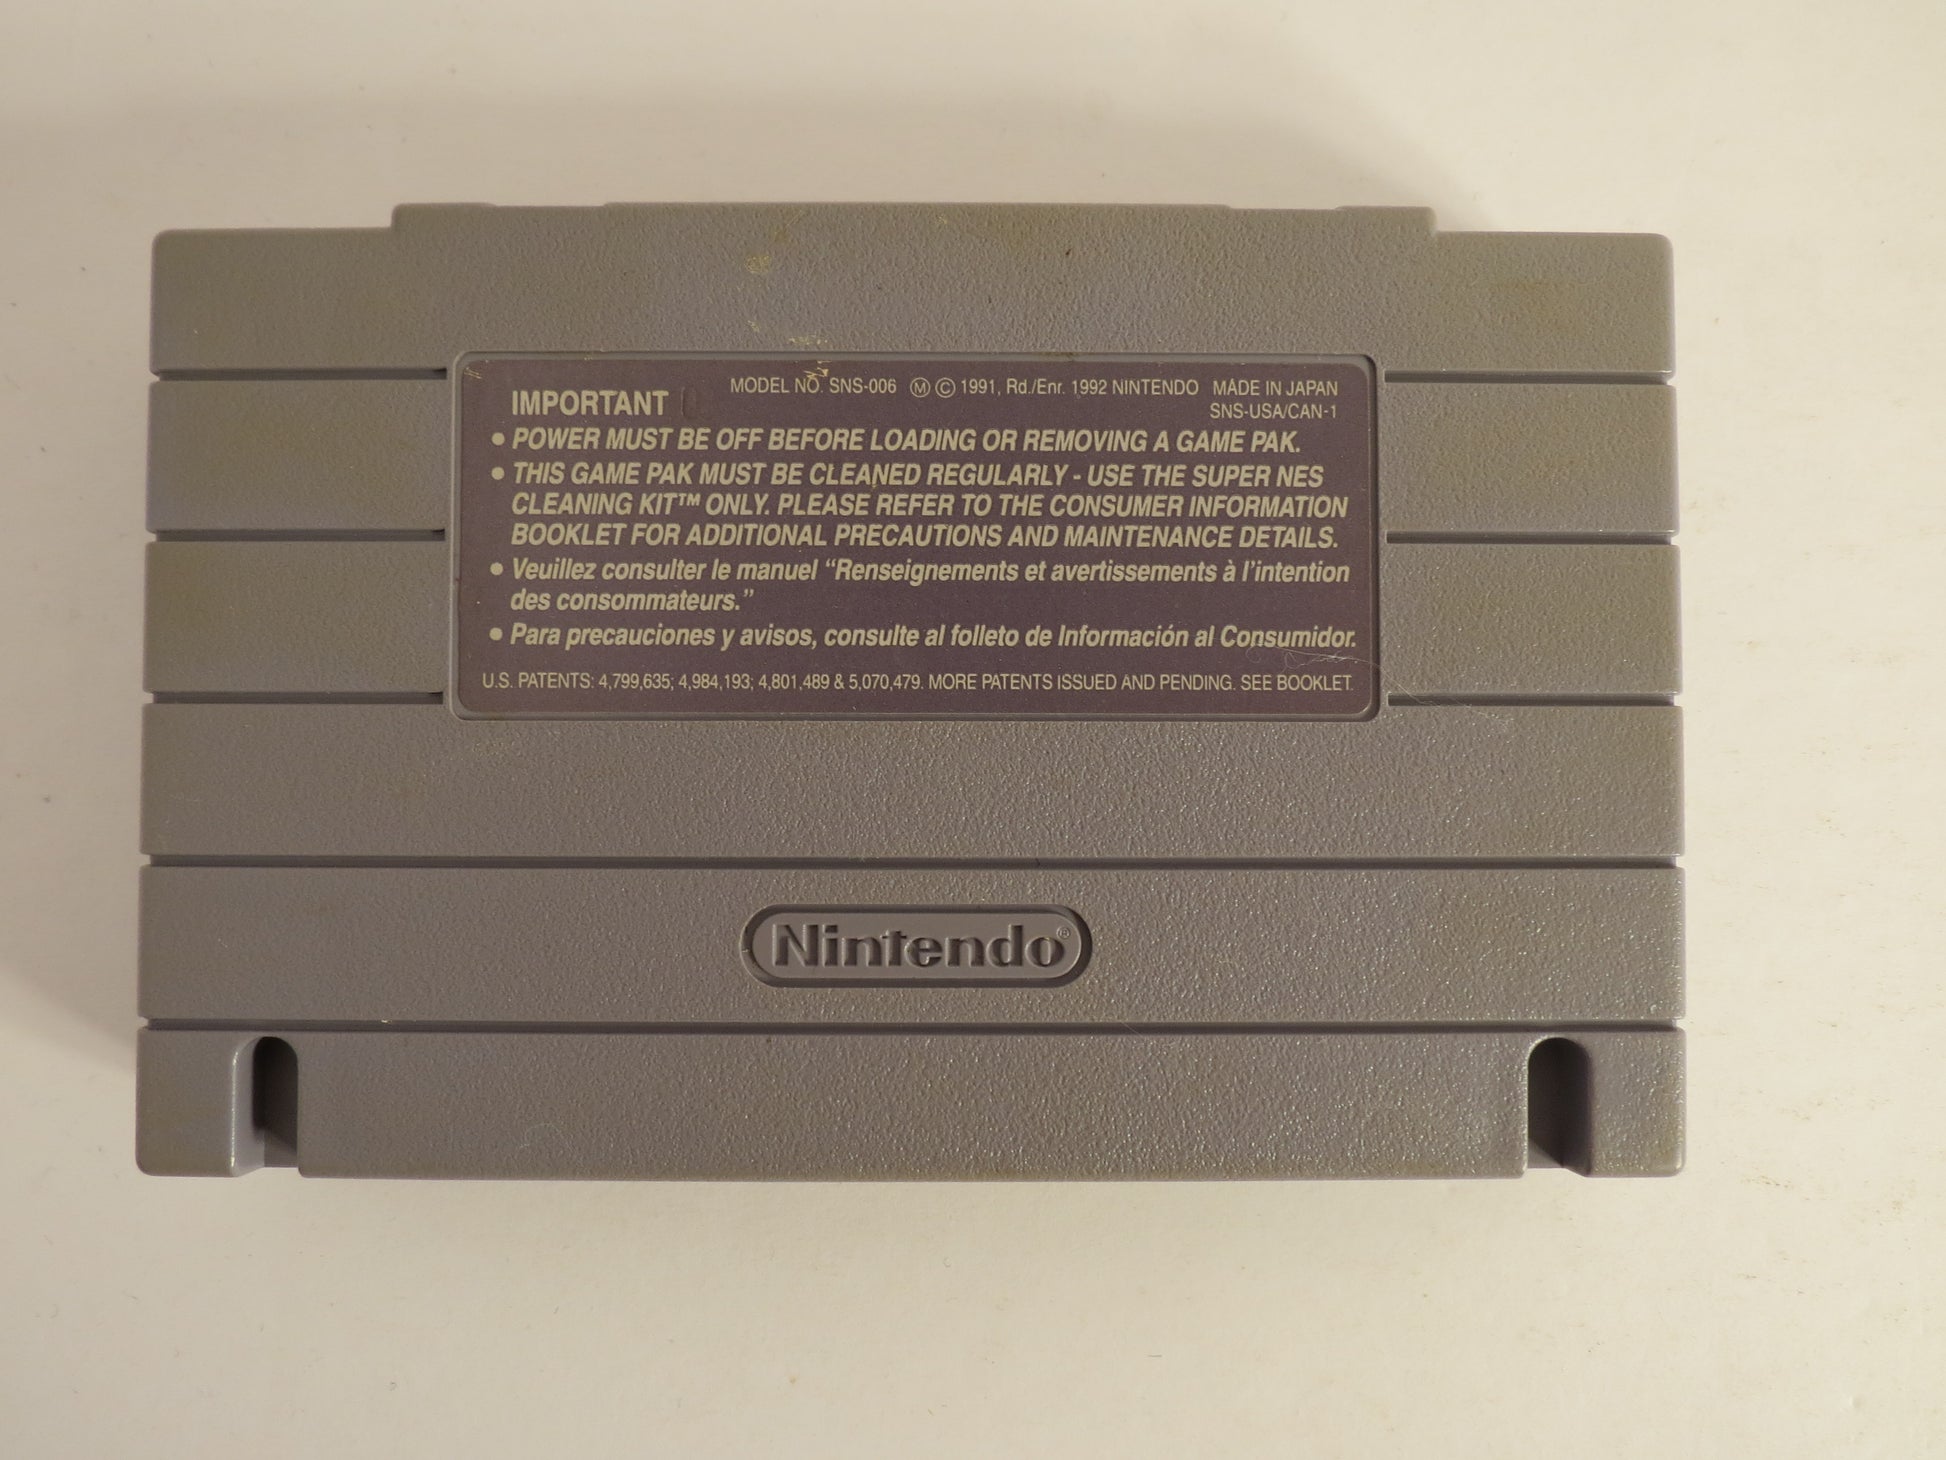 MODEL NO. SNS-006 Ⓜ © 1991, Rd./Enr. 1992 NINTENDO MADE IN JAPAN
IMPORTANT
SNS-USA/CAN-1
• POWER MUST BE OFF BEFORE LOADING OR REMOVING A GAME PAK.
• THIS GAME PAK MUST BE CLEANED REGULARLY - USE THE SUPER NES
CLEANING KIT™ ONLY. PLEASE REFER TO THE CONSUMER INFORMATION
BOOKLET FOR ADDITIONAL PRECAUTIONS AND MAINTENANCE DETAILS.
• Veuillez consulter le manuel “Renseignements et avertissements à l’intention
des consommateurs.”
• Para precauciones y avisos, consulte al folleto de Información al Consumidor.
U.S. PATENTS: 4,799,635; 4,984,193; 4,801,489 & 5,070,479. MORE PATENTS ISSUED AND PENDING. SEE BOOKLET.
Nintendo®